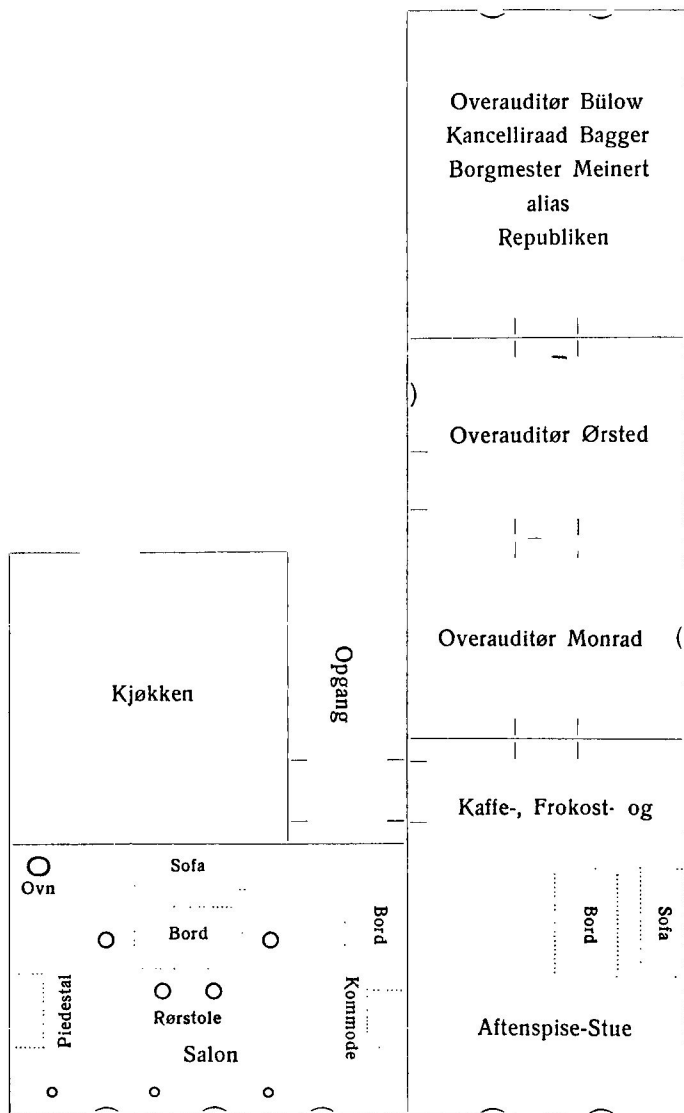 Overauditør Bülow
Kancelliraad Bagger
Borgmester Meinert
alias
Republiken
Overauditør Ørsted
Overauditør Monrad
Kjøkken
Opgang
Kaffe-, Frokost- og
Bord
Sofa
Aftenspise-Stue
Ovn
Sofa
Bord
Bord
Piedestal
Rørstole
Kommode
Salon